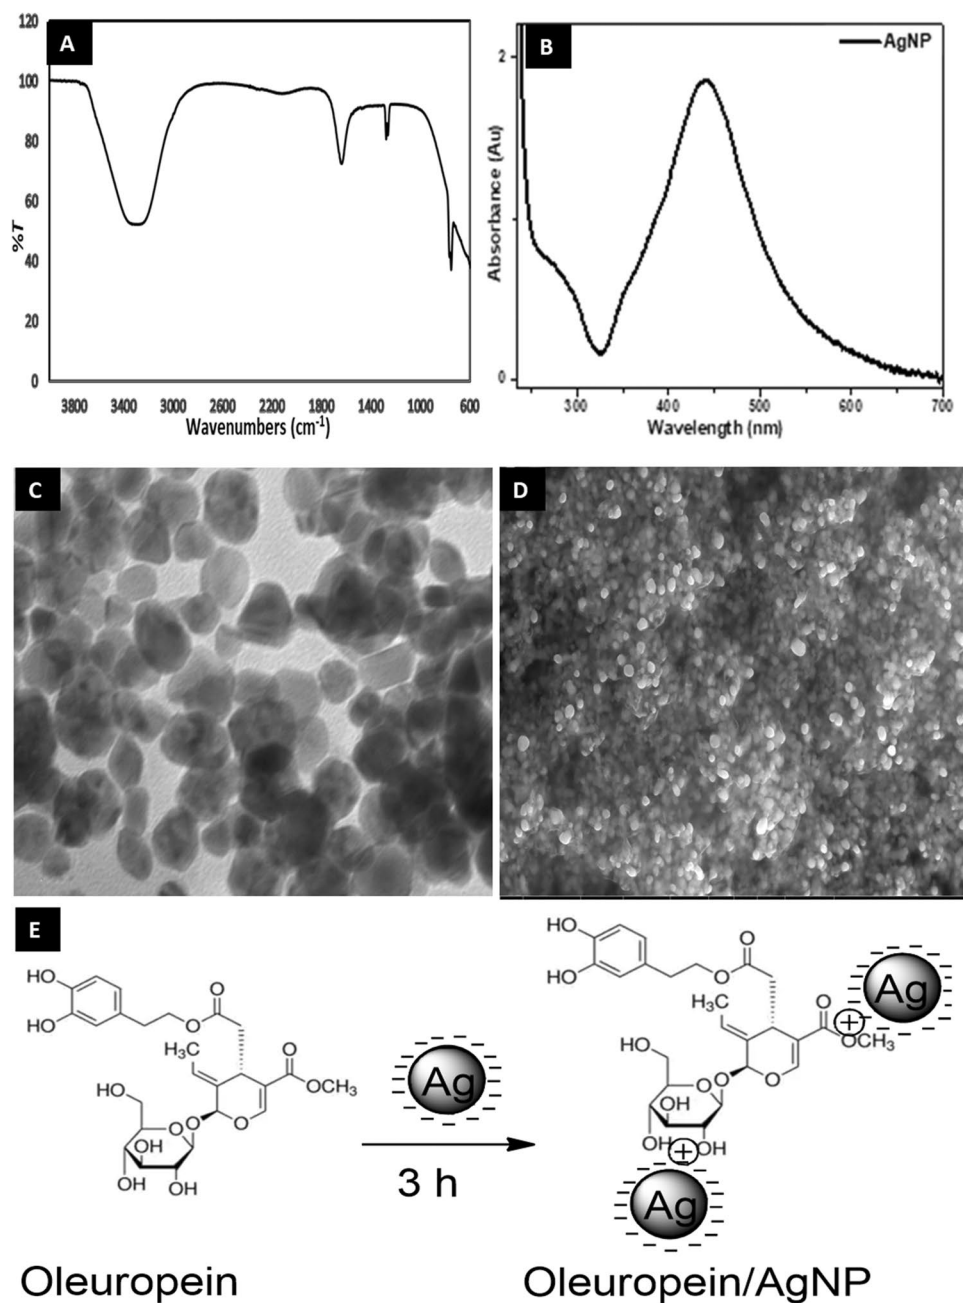 A
120
100
80
60
40
20
0
%T
3800 3400 3000 2600 2200 1800 1400 1000 600
Wavenumbers (cm-1)
B
AgNP
2
1
0
Absorbance (Au)
300 400 500 600 700
Wavelength (nm)
C
D
E
HO
HO
O
O
H3C
O
OCH3
HO
O
O
O
OH
OH
OH
Ag
3 h
Oleuropein
HO
HO
O
O
H3C
O
OCH3
Ag
HO
O
O
O
OH
OH
OH
Ag
Oleuropein/AgNP